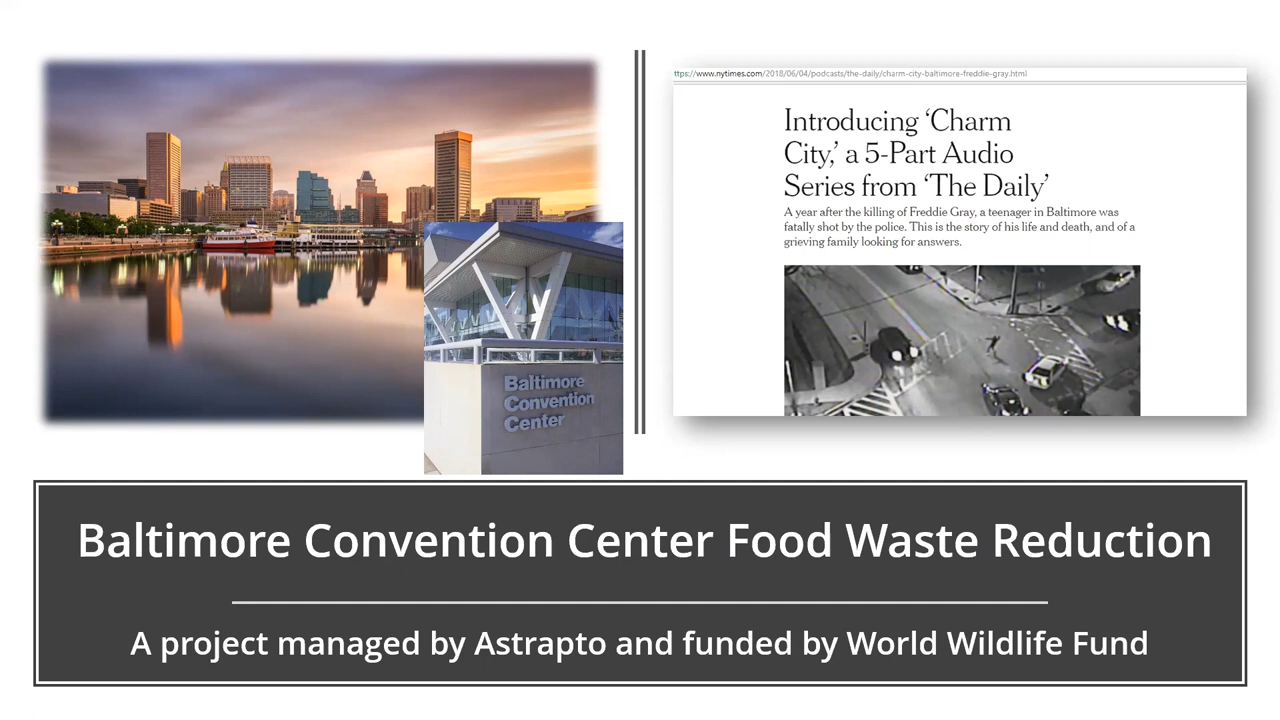 Baltimore
Convention
Center
ttps://www.nytimes.com/2018/06/04/podcasts/the-daily/charm-city-baltimore-freddie-gray.html
Introducing ‘Charm
City,’ a 5-Part Audio
Series from ‘The Daily’
A year after the killing of Freddie Gray, a teenager in Baltimore was
fatally shot by the police. This is the story of his life and death, and of a
grieving family looking for answers.
Baltimore Convention Center Food Waste Reduction
A project managed by Astrapto and funded by World Wildlife Fund